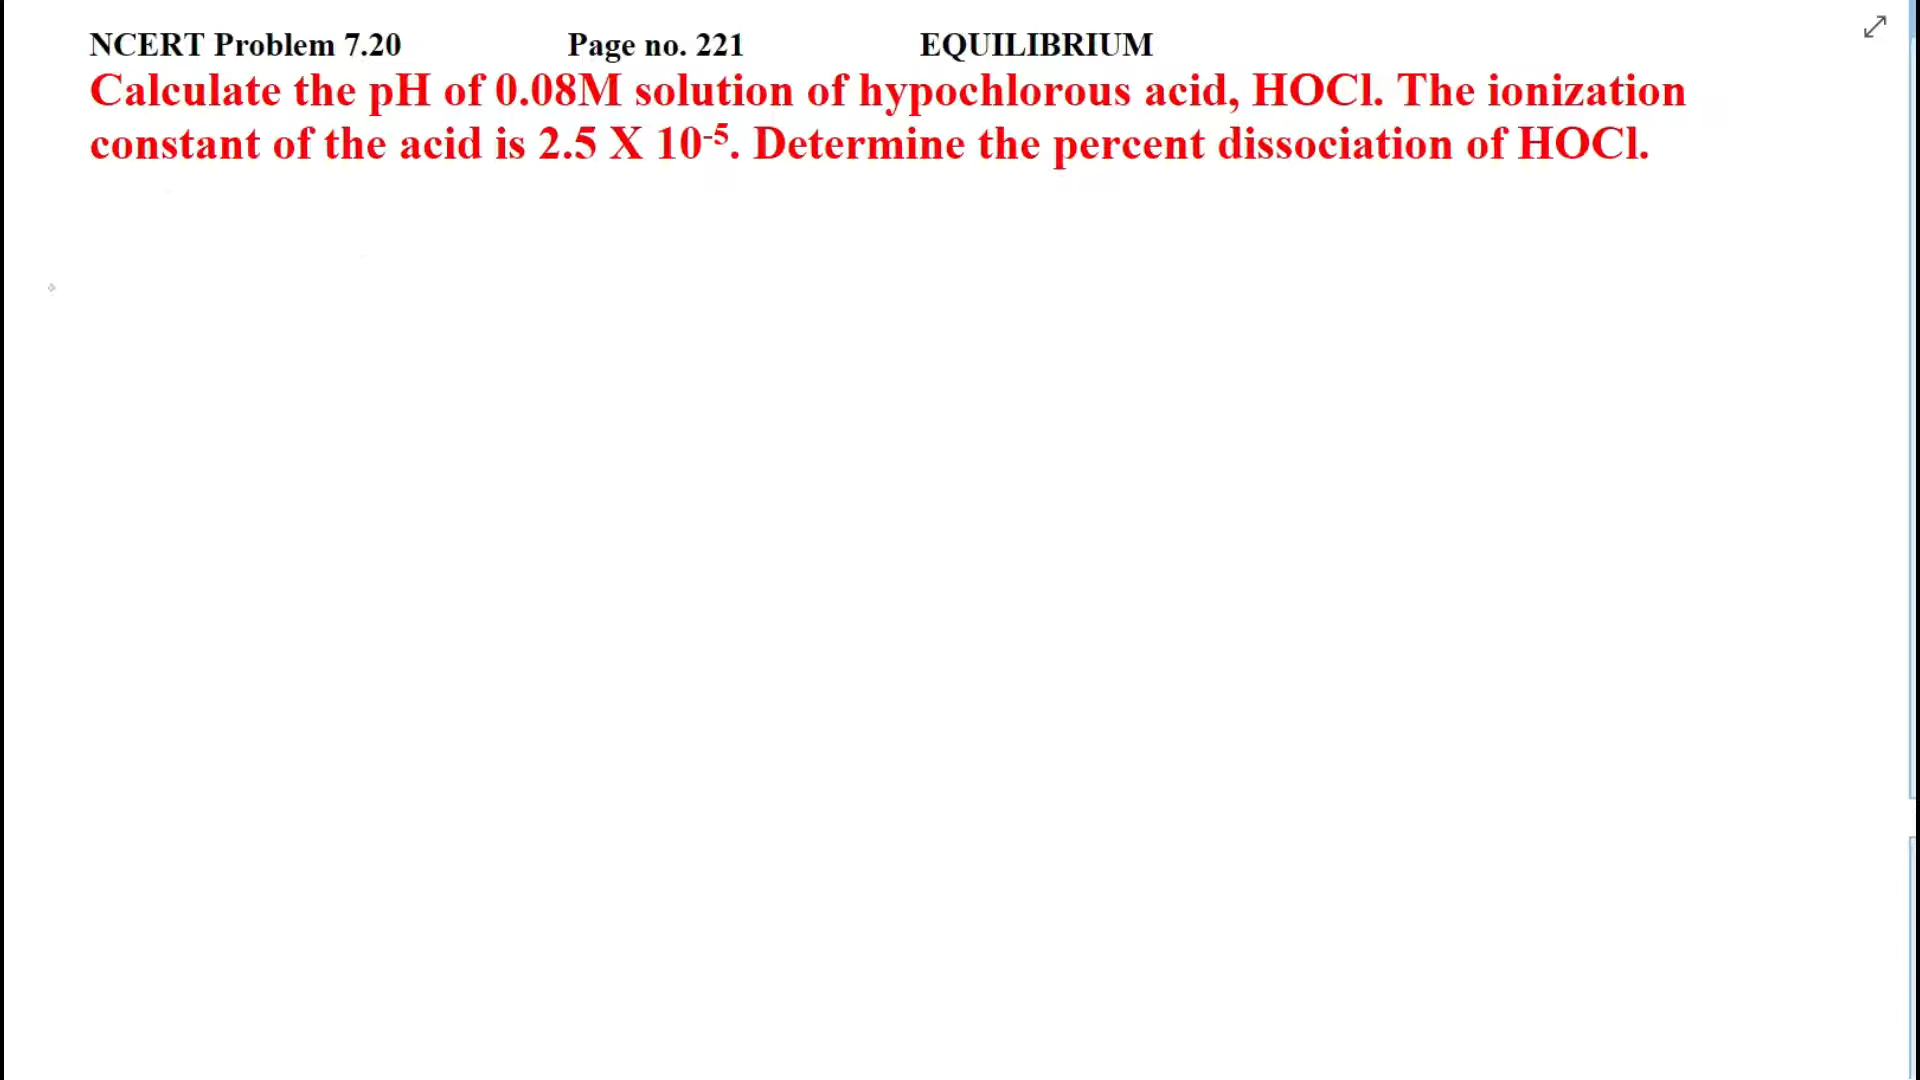 NCERT Problem 7.20 Page no. 221 EQUILIBRIUM
Calculate the pH of 0.08M solution of hypochlorous acid, HOCl. The ionization
constant of the acid is 2.5 X 10⁻⁵. Determine the percent dissociation of HOCl.